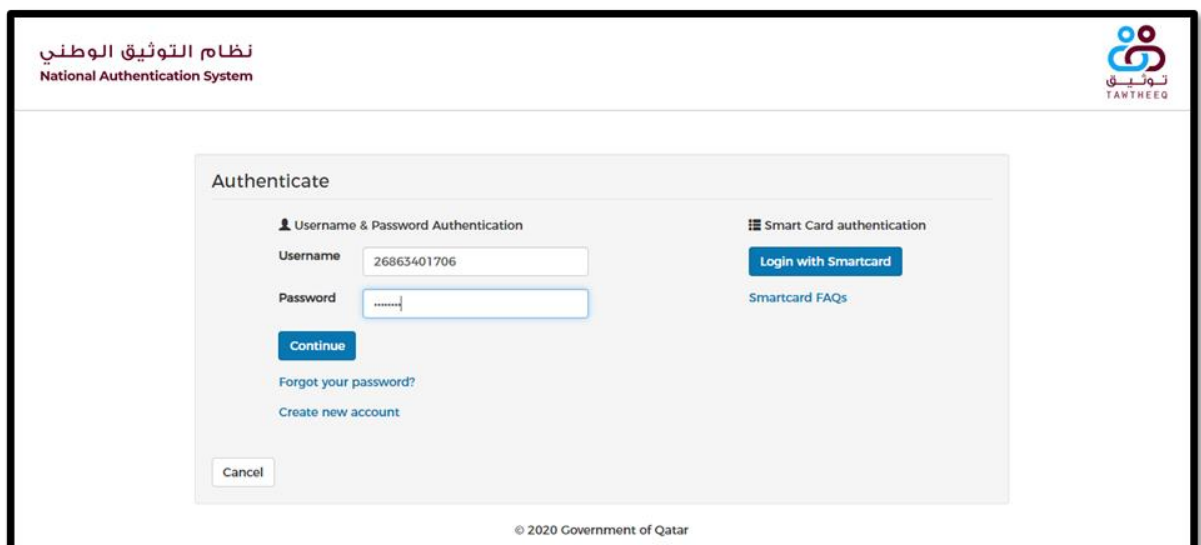 نظام التوثيق الوطني
National Authentication System
توثيق
TAWTHEEQ
Authenticate
Username & Password Authentication
Username 26863401706
Password ........
Continue
Forgot your password?
Create new account
Smart Card authentication
Login with Smartcard
Smartcard FAQs
Cancel
© 2020 Government of Qatar